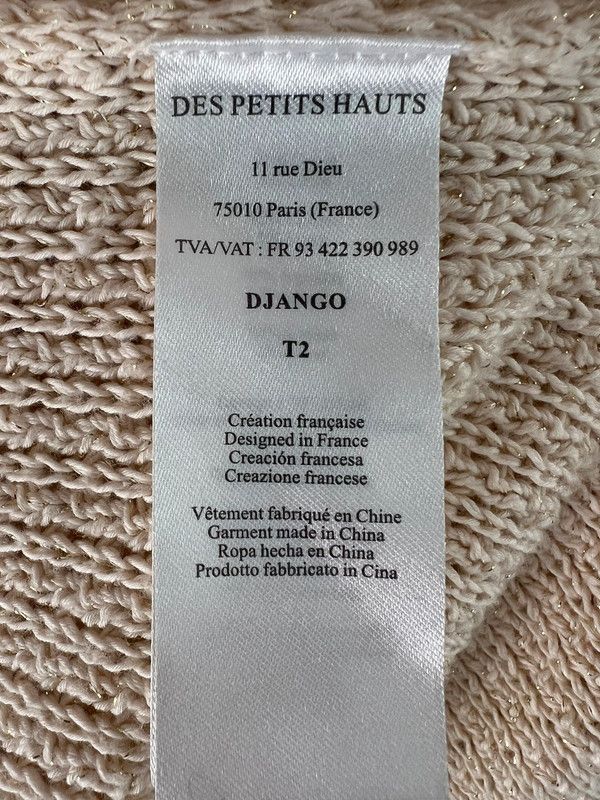 DES PETITS HAUTS
11 rue Dieu
75010 Paris (France)
TVA/VAT : FR 93 422 390 989
DJANGO
T2
Création française
Designed in France
Creación francesa
Creazione francese
Vêtement fabriqué en Chine
Garment made in China
Ropa hecha en China
Prodotto fabbricato in Cina